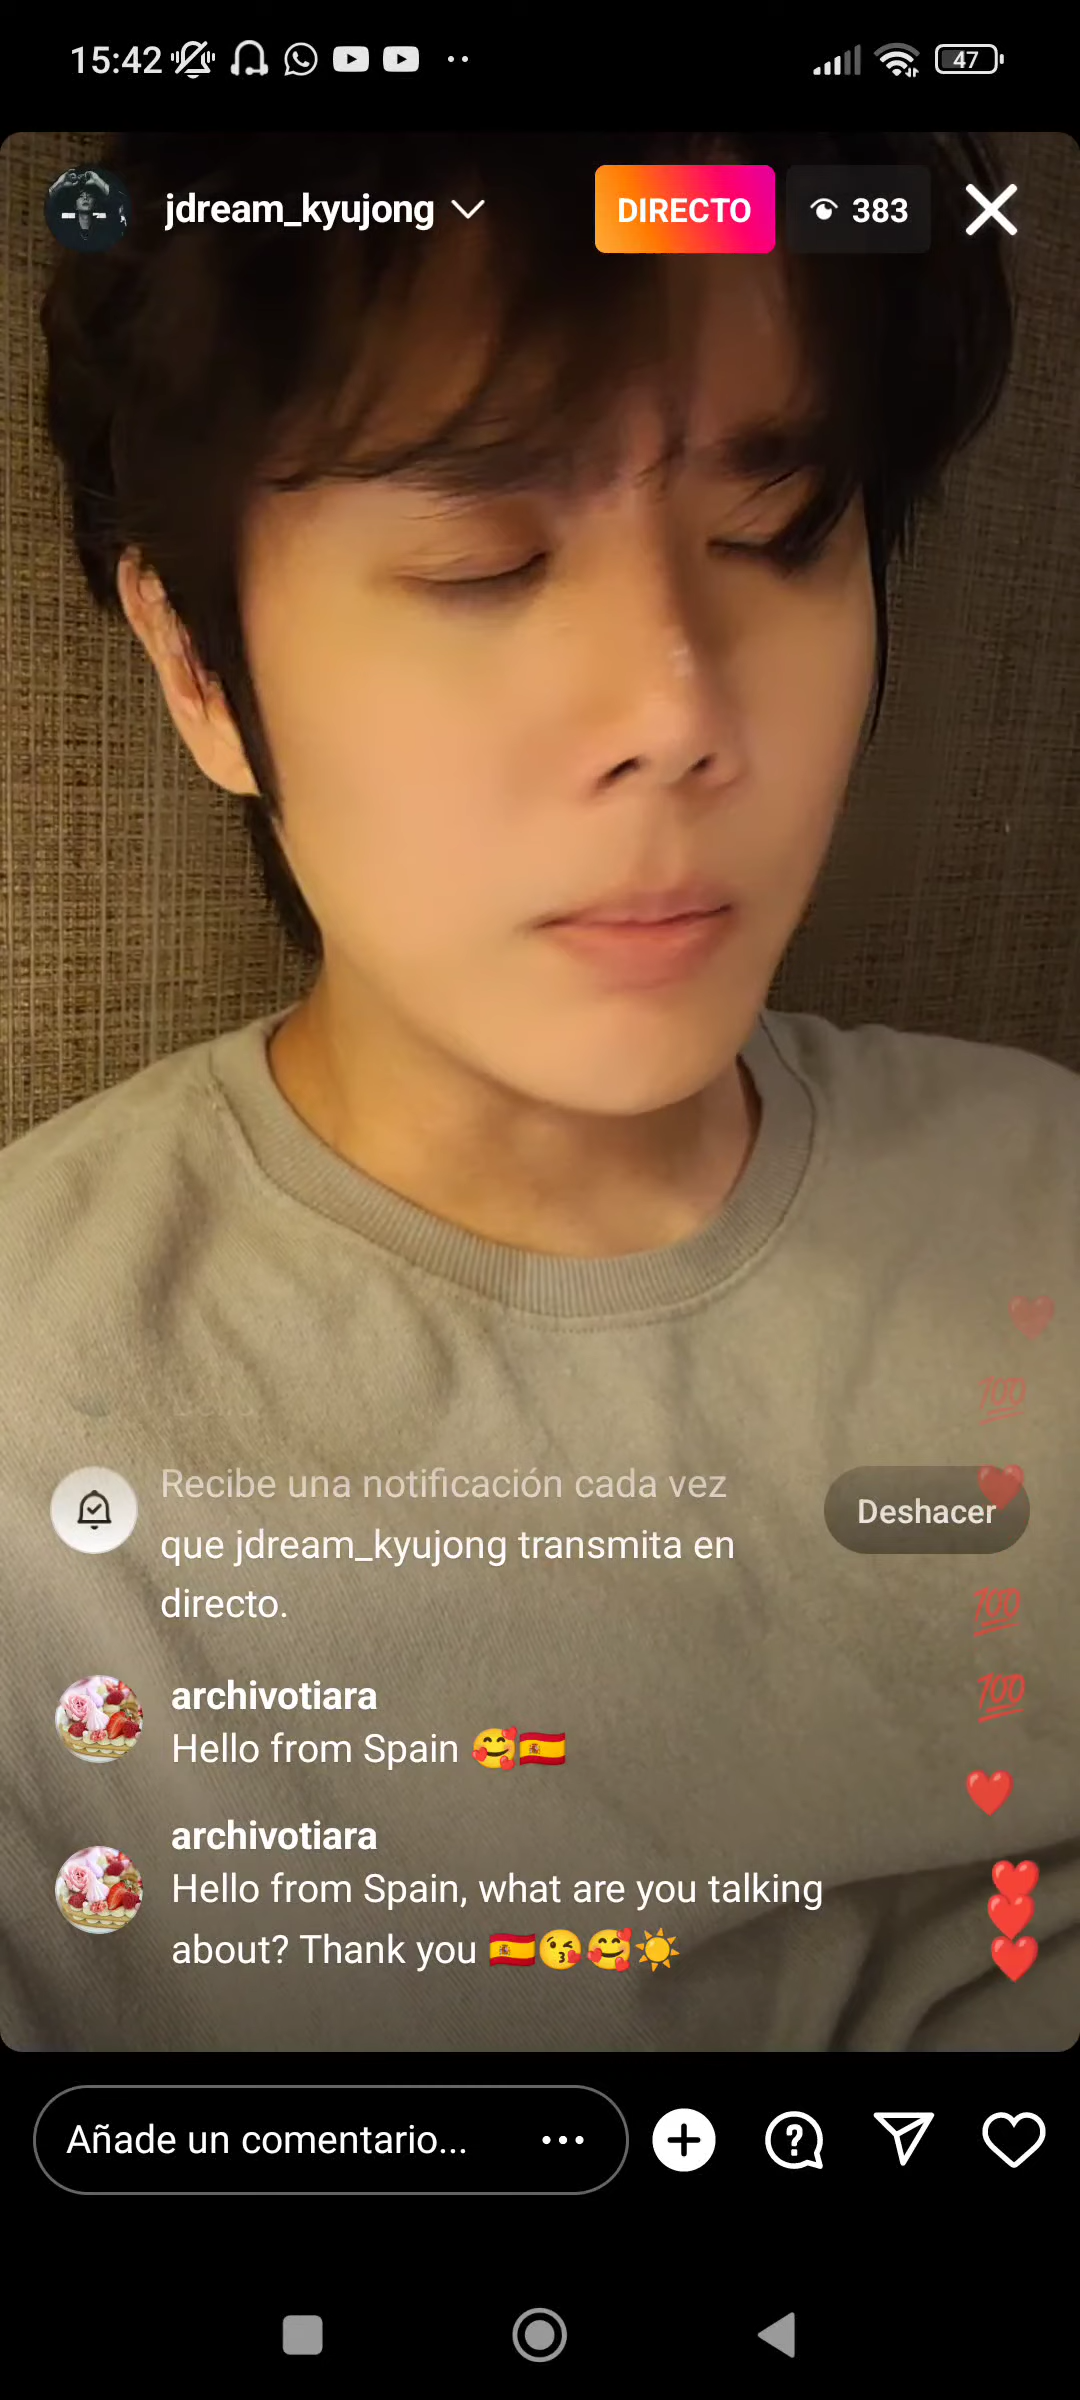 15:42
47
jdream_kyujong
DIRECTO
383
Recibe una notificación cada vez
que jdream_kyujong transmita en
directo.
Deshacer
archivotiara
Hello from Spain 🥰🇪🇸
archivotiara
Hello from Spain, what are you talking
about? Thank you 🇪🇸😘🥰☀️
Añade un comentario...